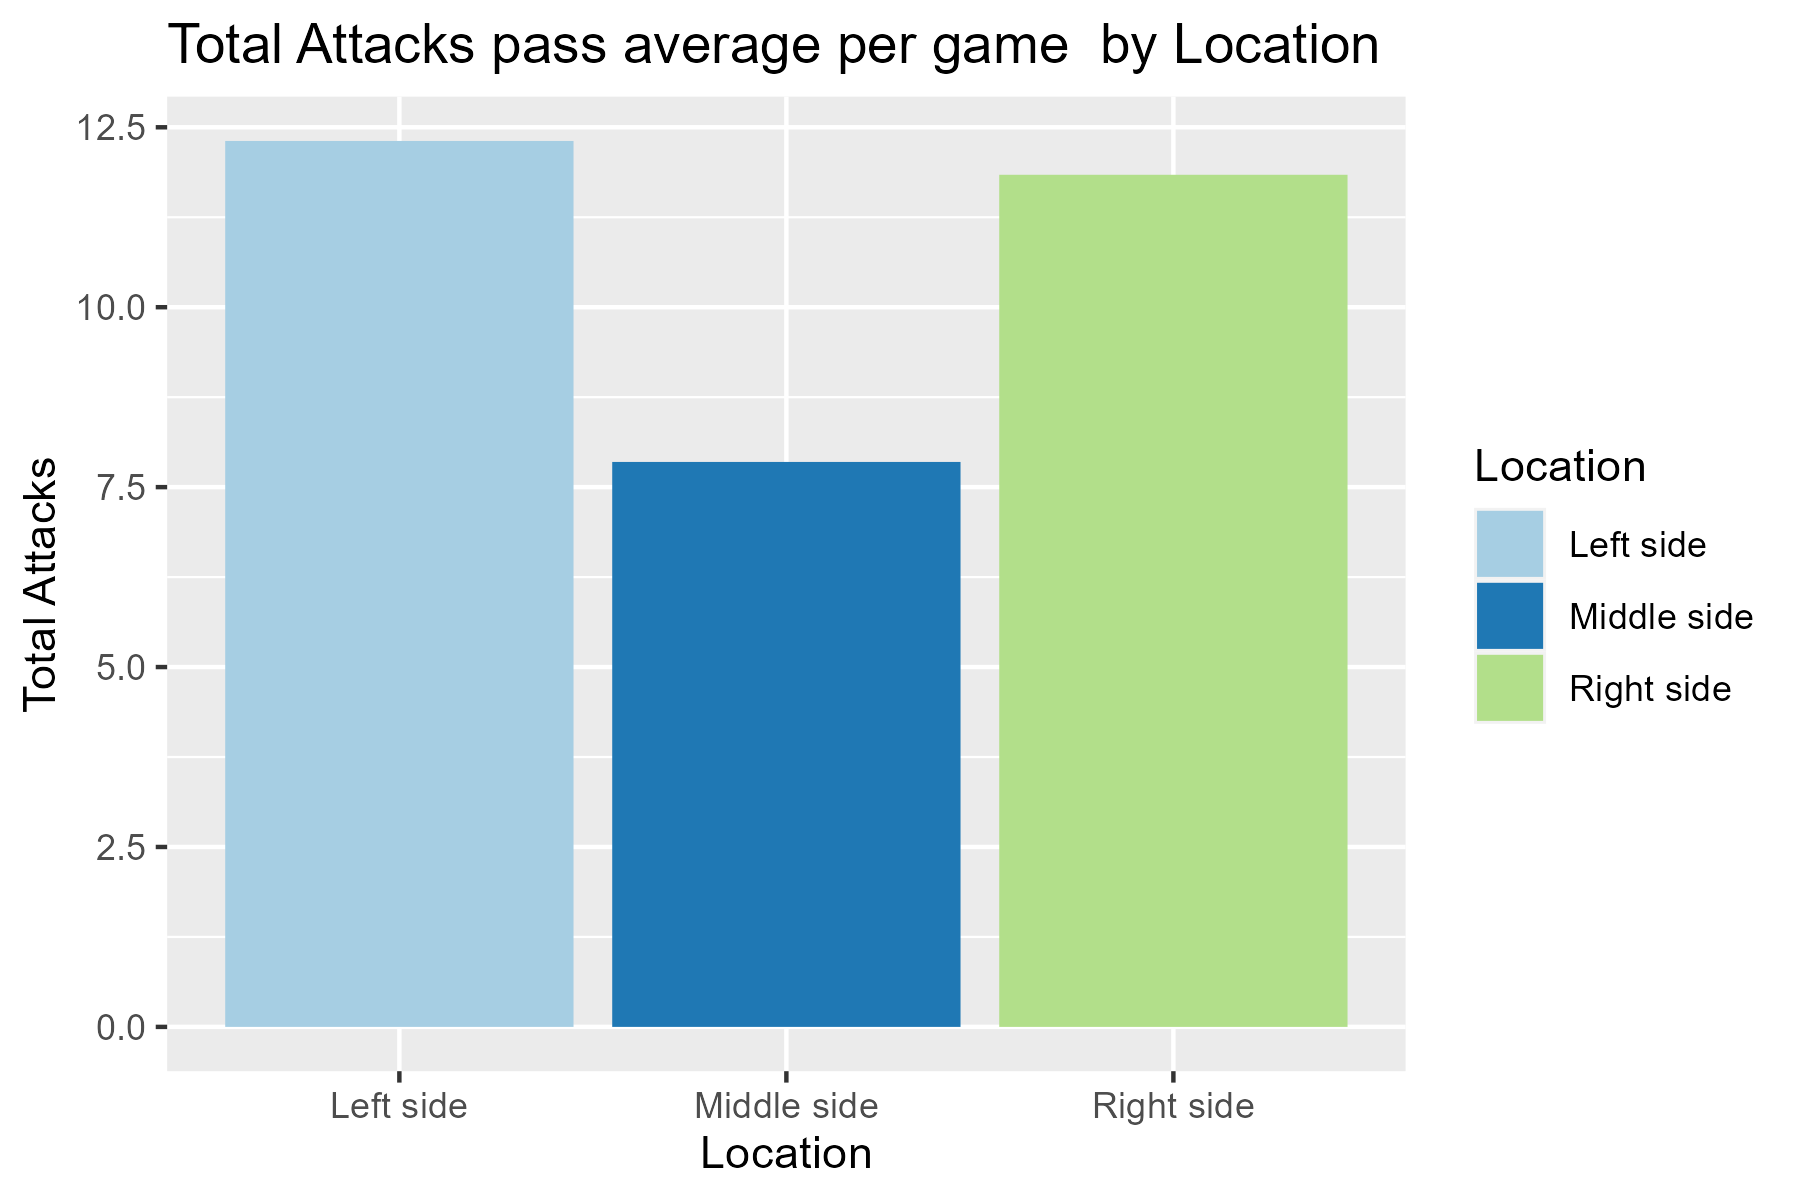 Total Attacks pass average per game  by Location
Total Attacks
12.5
10.0
7.5
5.0
2.5
0.0
Left side
Middle side
Right side
Location
Location
Left side
Middle side
Right side